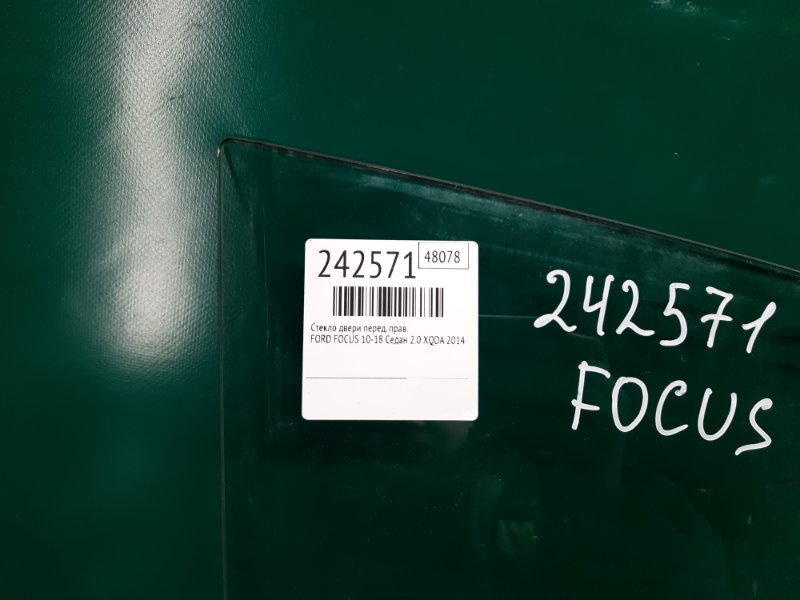 242571
48078
Стекло двери перед. прав.
FORD FOCUS 10-18 Седан 2.0 XQDA 2014
242571
FOCUS